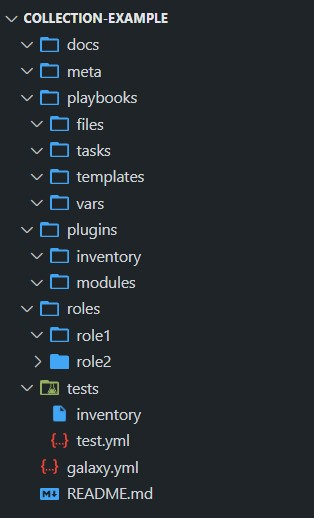 COLLECTION-EXAMPLE
docs
meta
playbooks
files
tasks
templates
vars
plugins
inventory
modules
roles
role1
role2
tests
inventory
{..} test.yml
{..} galaxy.yml
M↓ README.md